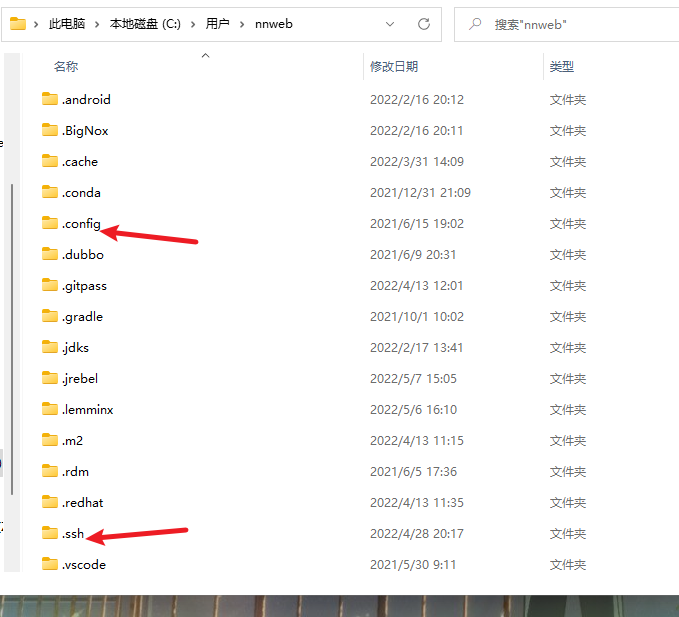 此电脑 › 本地磁盘 (C:) › 用户 › nnweb 搜索"nnweb"
名称 修改日期 类型
.android 2022/2/16 20:12 文件夹
.BigNox 2022/2/16 20:11 文件夹
.cache 2022/3/31 14:09 文件夹
.conda 2021/12/31 21:09 文件夹
.config 2021/6/15 19:02 文件夹
.dubbo 2021/6/9 20:31 文件夹
.gitpass 2022/4/13 12:01 文件夹
.gradle 2021/10/1 10:02 文件夹
.jdks 2022/2/17 13:41 文件夹
.jrebel 2022/5/7 15:05 文件夹
.lemminx 2022/5/6 16:10 文件夹
.m2 2022/4/13 11:15 文件夹
.rdm 2021/6/5 17:36 文件夹
.redhat 2022/4/13 11:35 文件夹
.ssh 2022/4/28 20:17 文件夹
.vscode 2021/5/30 9:11 文件夹